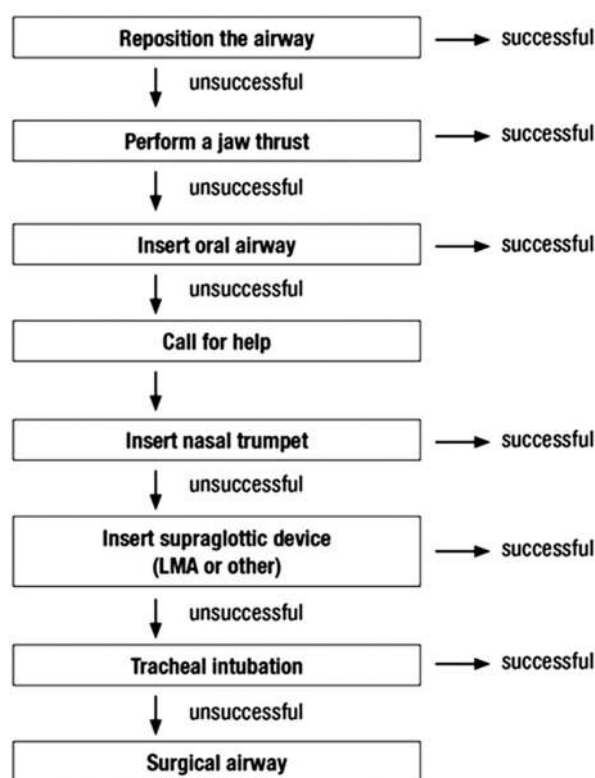 Reposition the airway
successful
unsuccessful
Perform a jaw thrust
successful
unsuccessful
Insert oral airway
successful
unsuccessful
Call for help
Insert nasal trumpet
successful
unsuccessful
Insert supraglottic device
(LMA or other)
successful
unsuccessful
Tracheal intubation
successful
unsuccessful
Surgical airway